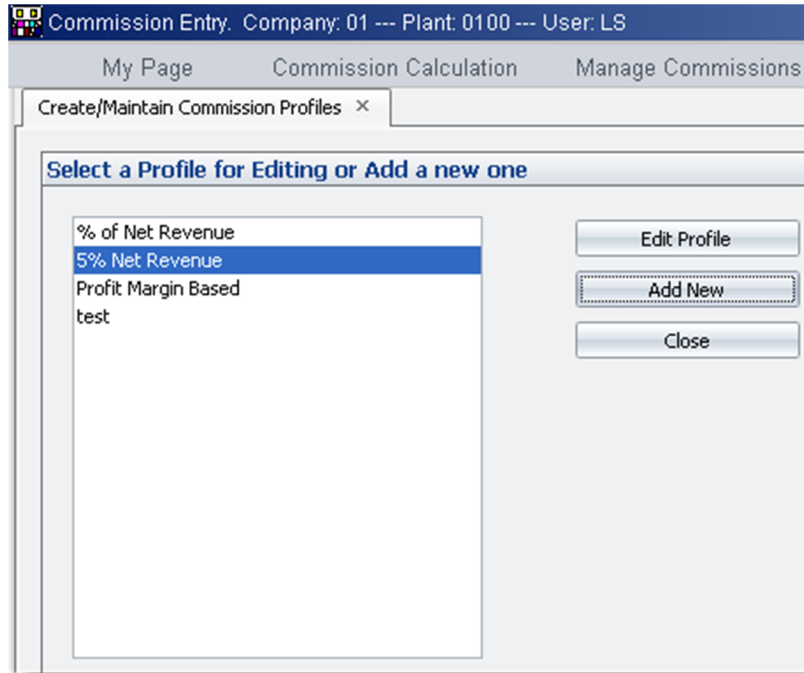 Commission Entry. Company: 01 --- Plant: 0100 --- User: LS
My Page Commission Calculation Manage Commissions
Create/Maintain Commission Profiles ×
Select a Profile for Editing or Add a new one
% of Net Revenue
5% Net Revenue
Profit Margin Based
test
Edit Profile
Add New
Close